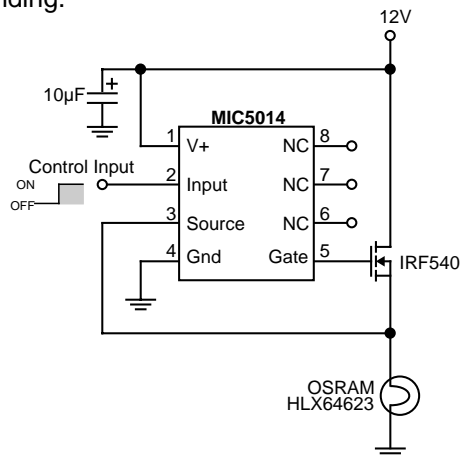 nding.
12V
+
10µF
MIC5014
1 V+ NC 8
Control Input
ON
OFF
2 Input NC 7
3 Source NC 6
4 Gnd Gate 5
IRF540
OSRAM
HLX64623